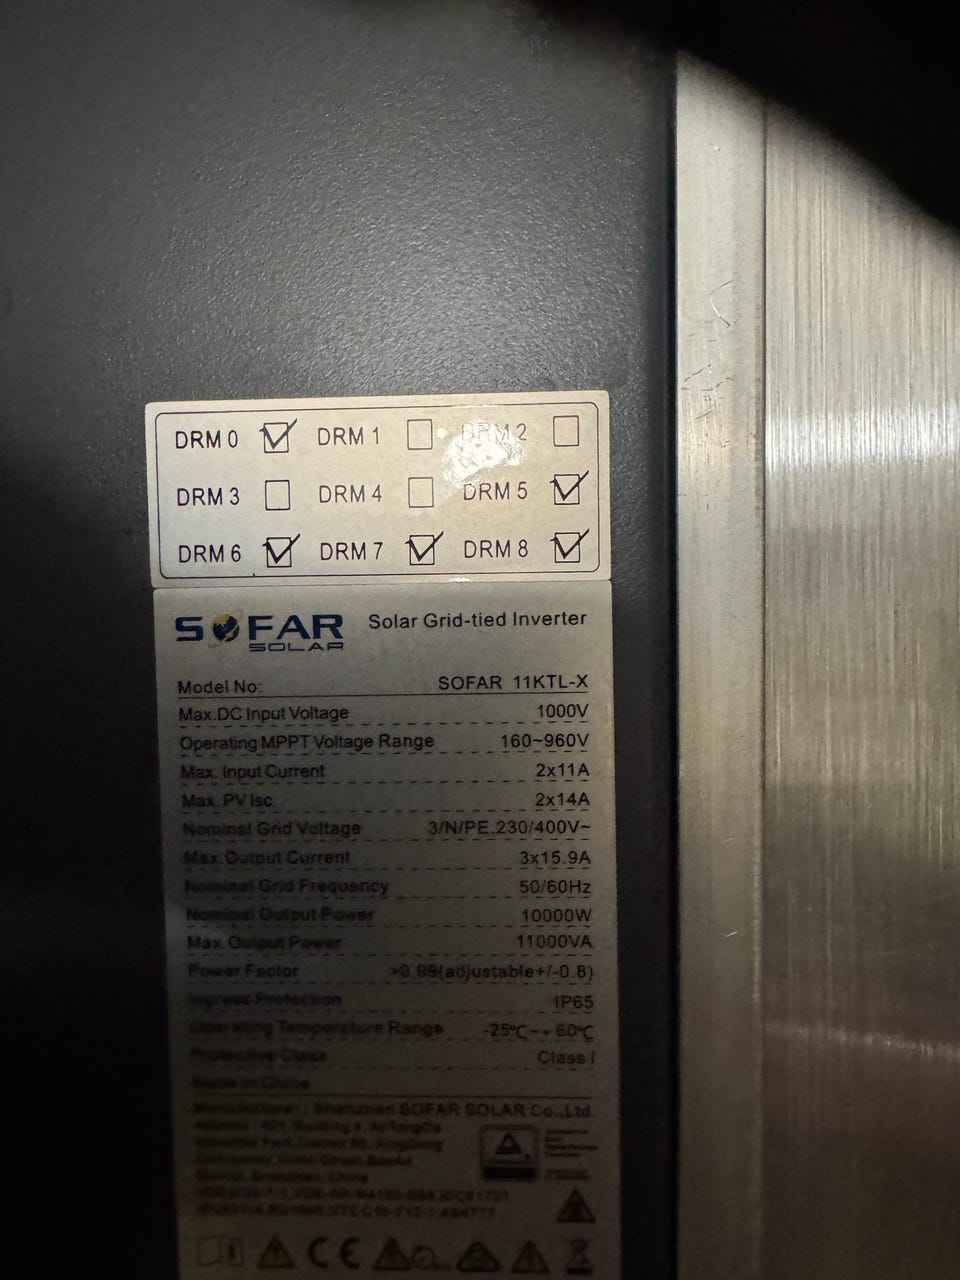 DRM 0 DRM 1 DRM 2
DRM 3 DRM 4 DRM 5
DRM 6 DRM 7 DRM 8
SOFAR Solar Grid-tied Inverter
SOLAR
Model No: SOFAR 11KTL-X
Max.DC Input Voltage 1000V
Operating MPPT Voltage Range 160~960V
Max. Input Current 2x11A
Max. PV Isc 2x14A
Nominal Grid Voltage 3/N/PE,230/400V~
Max.Output Current 3x15.9A
Nominal Grid Frequency 50/60Hz
Nominal Output Power 10000W
Max.Output Power 11000VA
Power Factor >0.99(adjustable+/-0.8)
Ingress Protection IP65
Operating Temperature Range -25℃~+60℃
Protective Class Class I
Made in China
Manufacturer : Shenzhen SOFAR SOLAR Co.,Ltd.
District, Shenzhen, China
CE